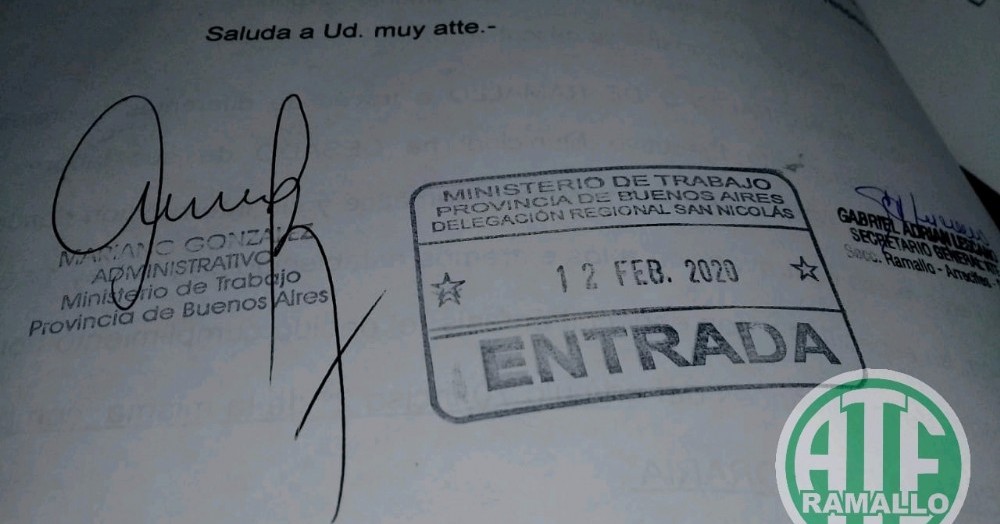 Saluda a Ud. muy atte.-
MARIANO GONZALEZ
ADMINISTRATIVO
Ministerio de Trabajo
Provincia de Buenos Aires
MINISTERIO DE TRABAJO
PROVINCIA DE BUENOS AIRES
DELEGACIÓN REGIONAL SAN NICOLÁS
12 FEB. 2020
ENTRADA
GABRIEL ADRIAN LESCANO
SECRETARIO GENERAL
Secc. Ramallo - Arrecifes -
ATE
RAMALLO